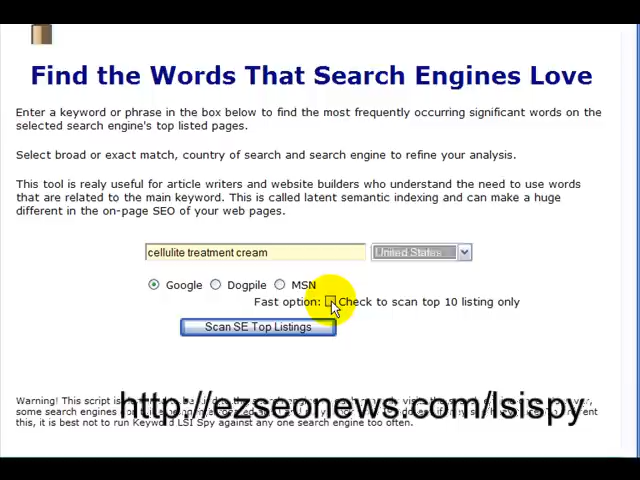 Find the Words That Search Engines Love
Enter a keyword or phrase in the box below to find the most frequently occurring significant words on the
selected search engine's top listed pages.
Select broad or exact match, country of search and search engine to refine your analysis.
This tool is realy useful for article writers and website builders who understand the need to use words
that are related to the main keyword. This is called latent semantic indexing and can make a huge
different in the on-page SEO of your web pages.
cellulite treatment cream United States
Google Dogpile MSN
Fast option: Check to scan top 10 listing only
Scan SE Top Listings
http://ezseonews.com/lsispy
Warning! This script is
some search engines
this, it is best not to run Keyword LSI Spy against any one search engine too often.